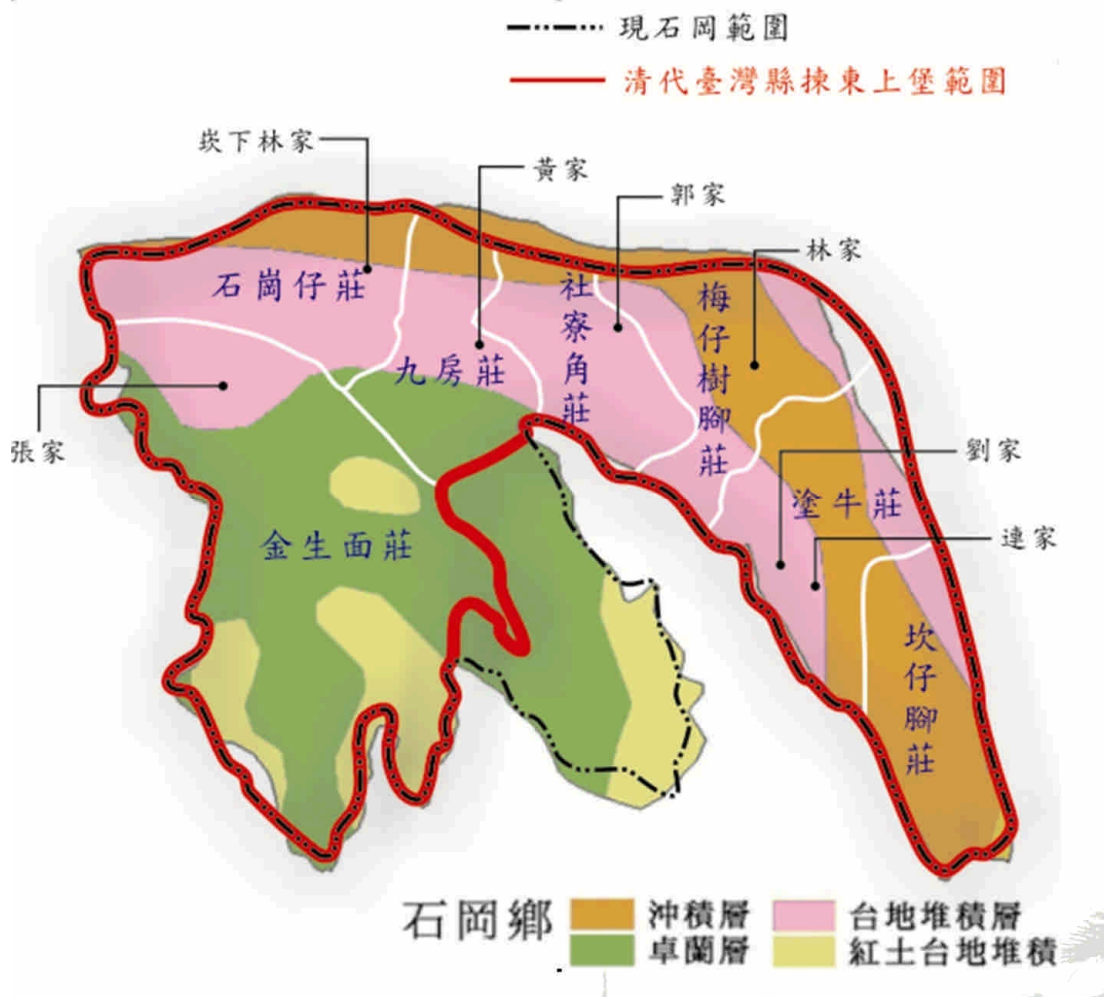 現石岡範圍
清代臺灣縣揀東上堡範圍
崁下林家
黃家
郭家
林家
石崗仔莊
社寮角莊
梅仔樹腳莊
九房莊
張家
劉家
塗牛莊
連家
金生面莊
坎仔腳莊
石岡鄉
沖積層
台地堆積層
卓蘭層
紅土台地堆積